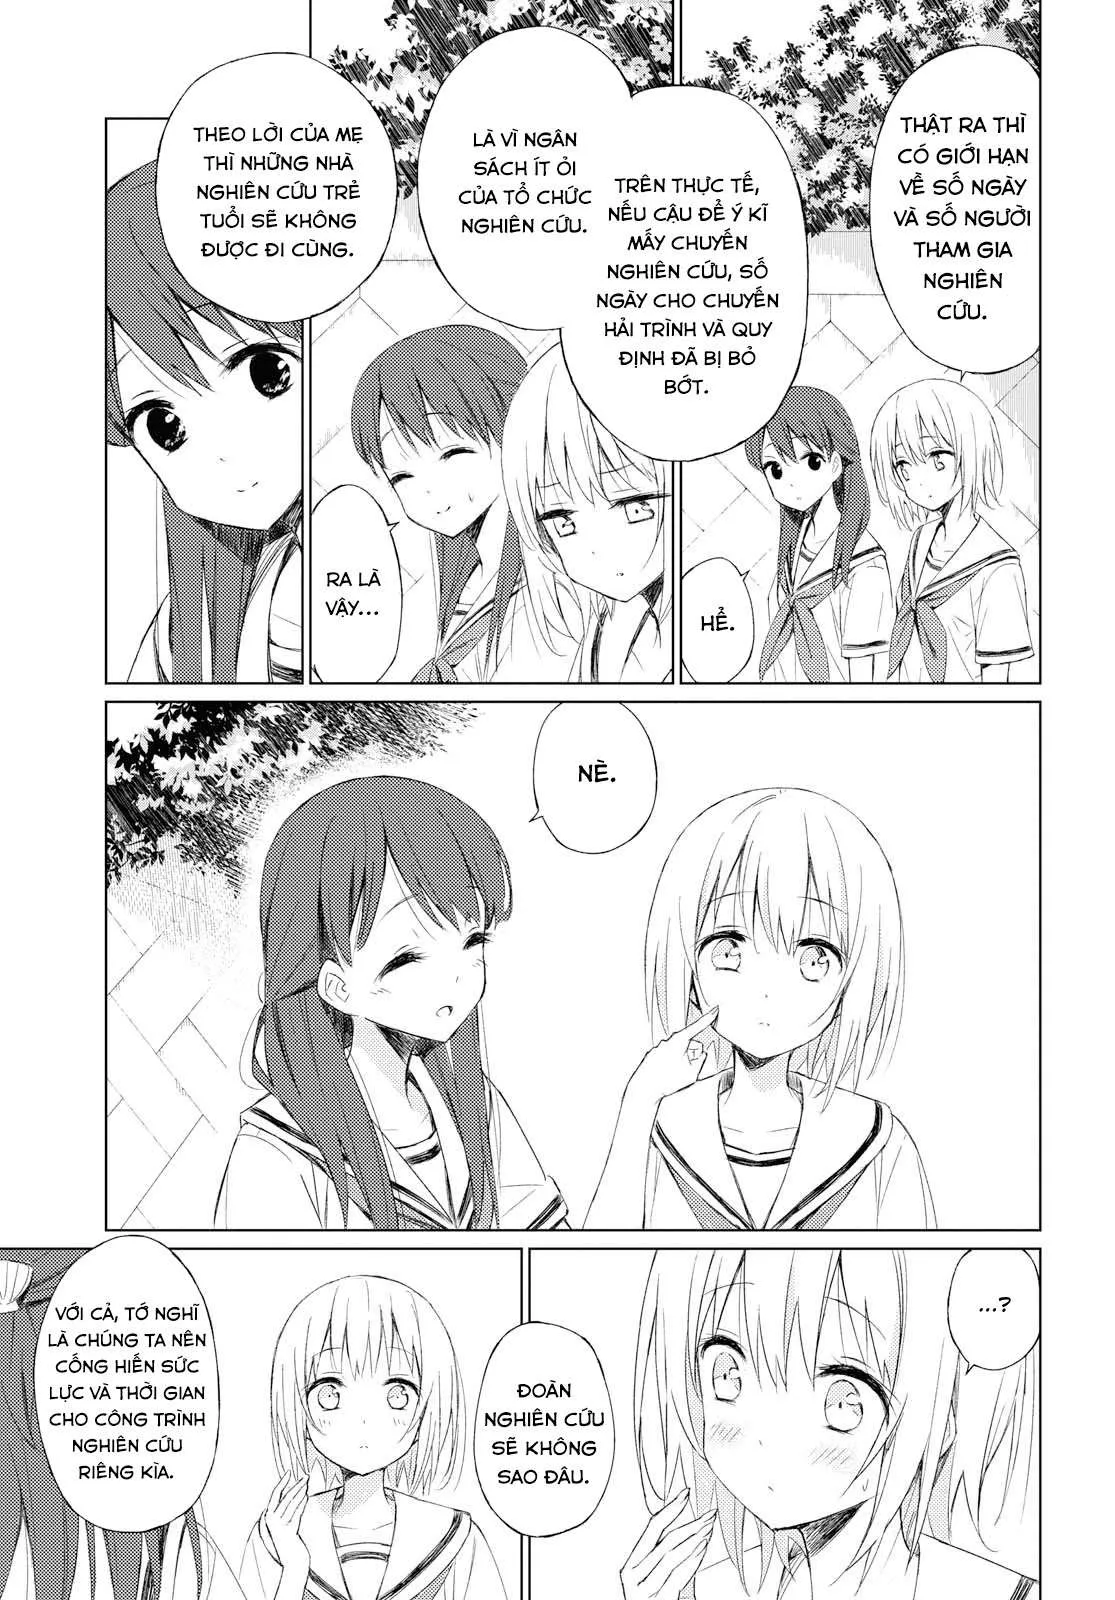 THẬT RA THÌ
CÓ GIỚI HẠN
VỀ SỐ NGÀY
VÀ SỐ NGƯỜI
THAM GIA
NGHIÊN
CỨU.
HỂ.
TRÊN THỰC TẾ,
NẾU CẬU ĐỂ Ý KĨ
MẤY CHUYẾN
NGHIÊN CỨU, SỐ
NGÀY CHO CHUYẾN
HẢI TRÌNH VÀ QUY
ĐỊNH ĐÃ BỊ BỎ
BỚT.
LÀ VÌ NGÂN
SÁCH ÍT ỎI
CỦA TỔ CHỨC
NGHIÊN CỨU.
RA LÀ
VẬY...
THEO LỜI CỦA MẸ
THÌ NHỮNG NHÀ
NGHIÊN CỨU TRẺ
TUỔI SẼ KHÔNG
ĐƯỢC ĐI CÙNG.
NÈ.
...?
ĐOÀN
NGHIÊN CỨU
SẼ KHÔNG
SAO ĐÂU.
VỚI CẢ, TỚ NGHĨ
LÀ CHÚNG TA NÊN
CỐNG HIẾN SỨC
LỰC VÀ THỜI GIAN
CHO CÔNG TRÌNH
NGHIÊN CỨU
RIÊNG KÌA.